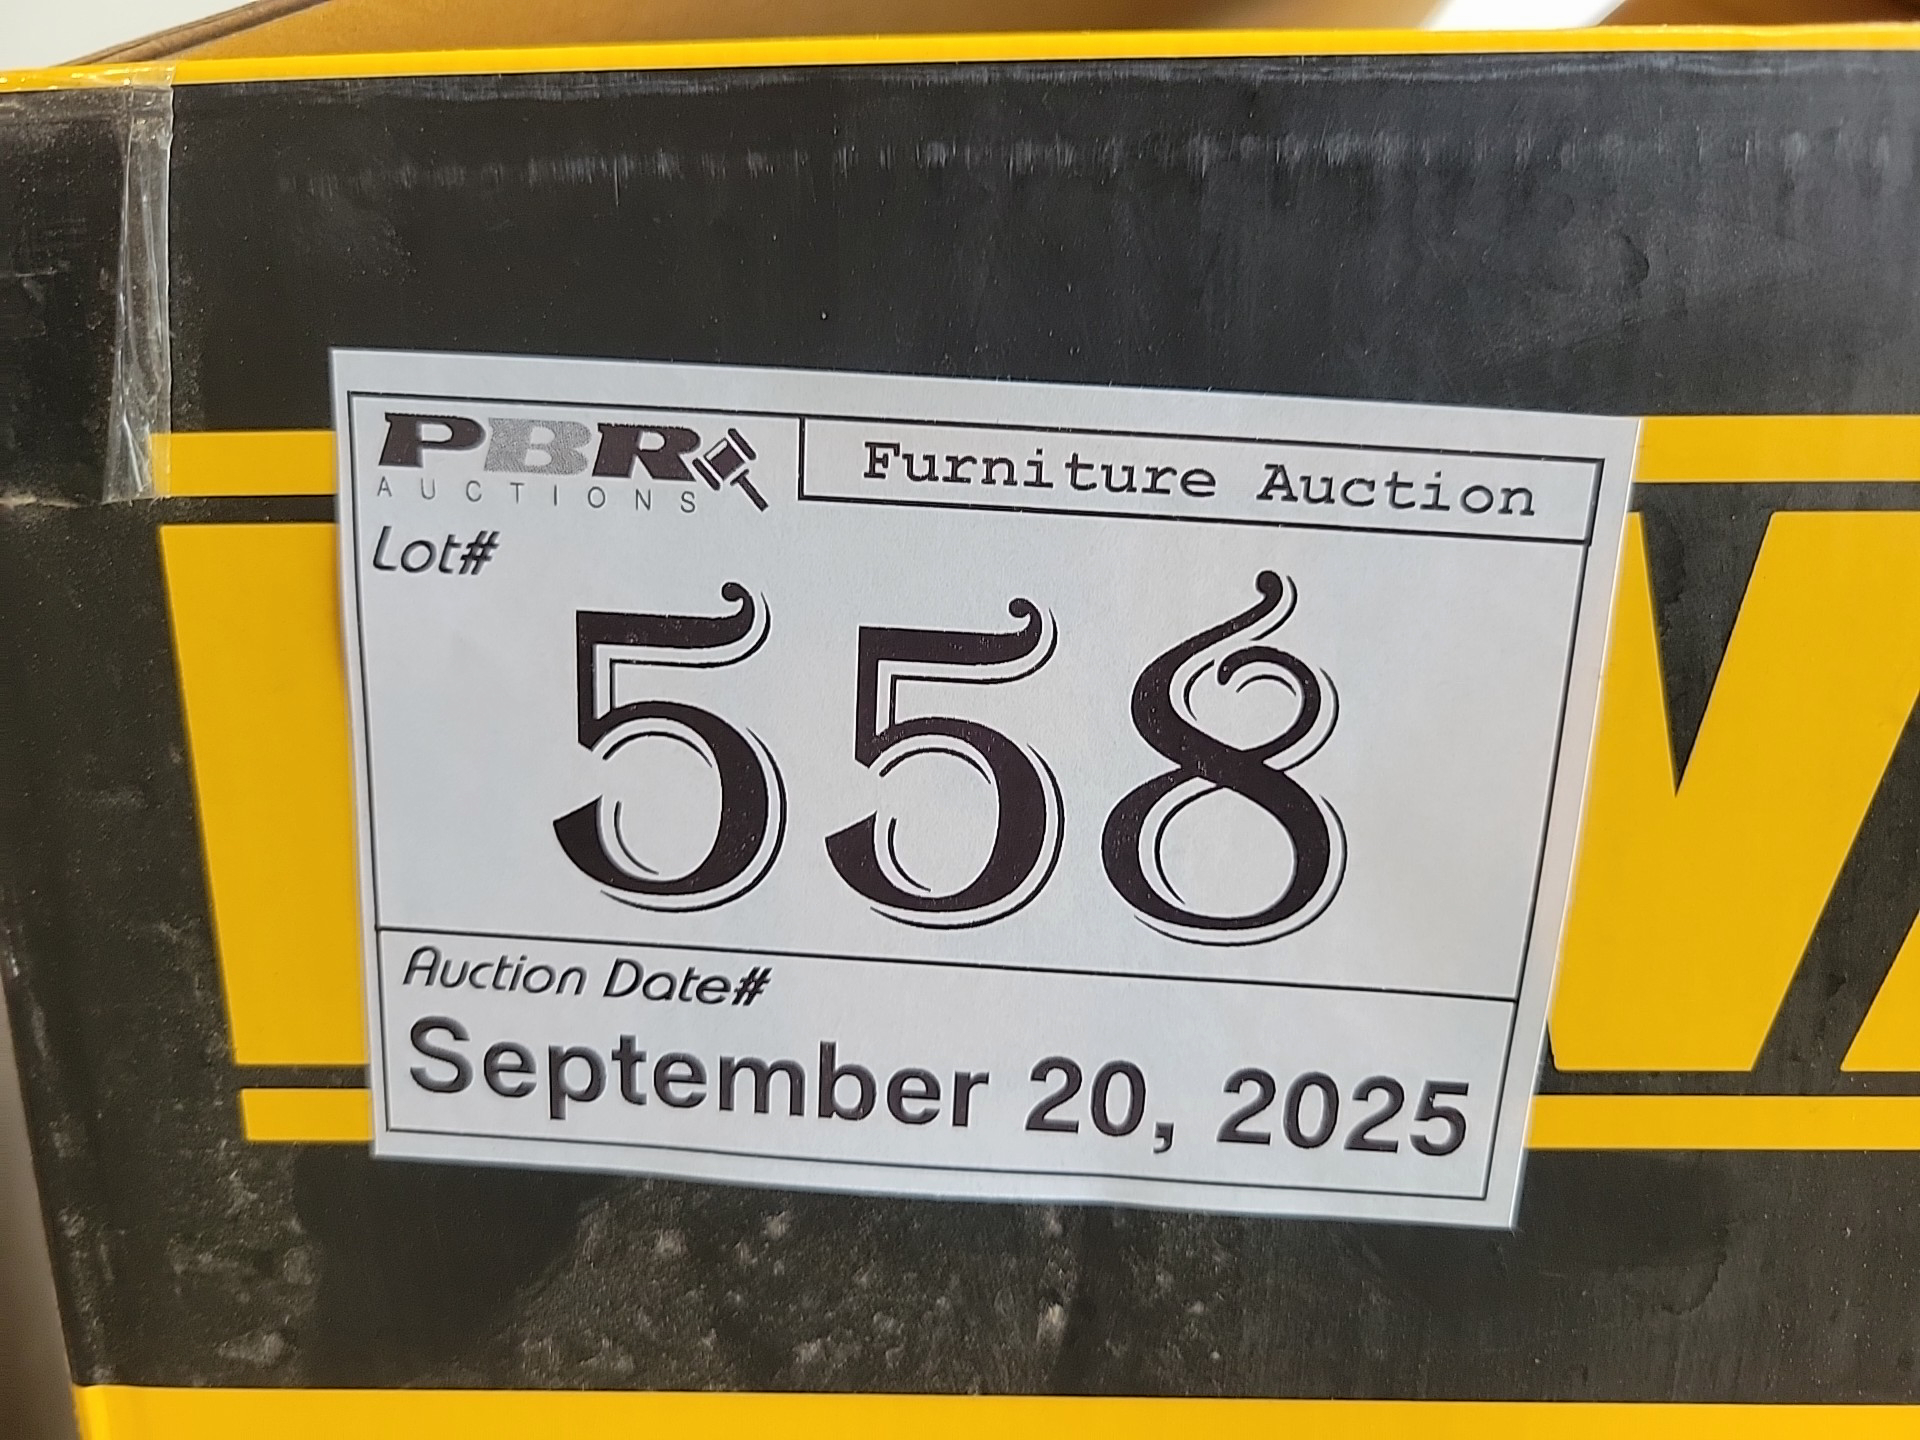 PBR
AUCTIONS
Furniture Auction
Lot#
558
Auction Date#
September 20, 2025